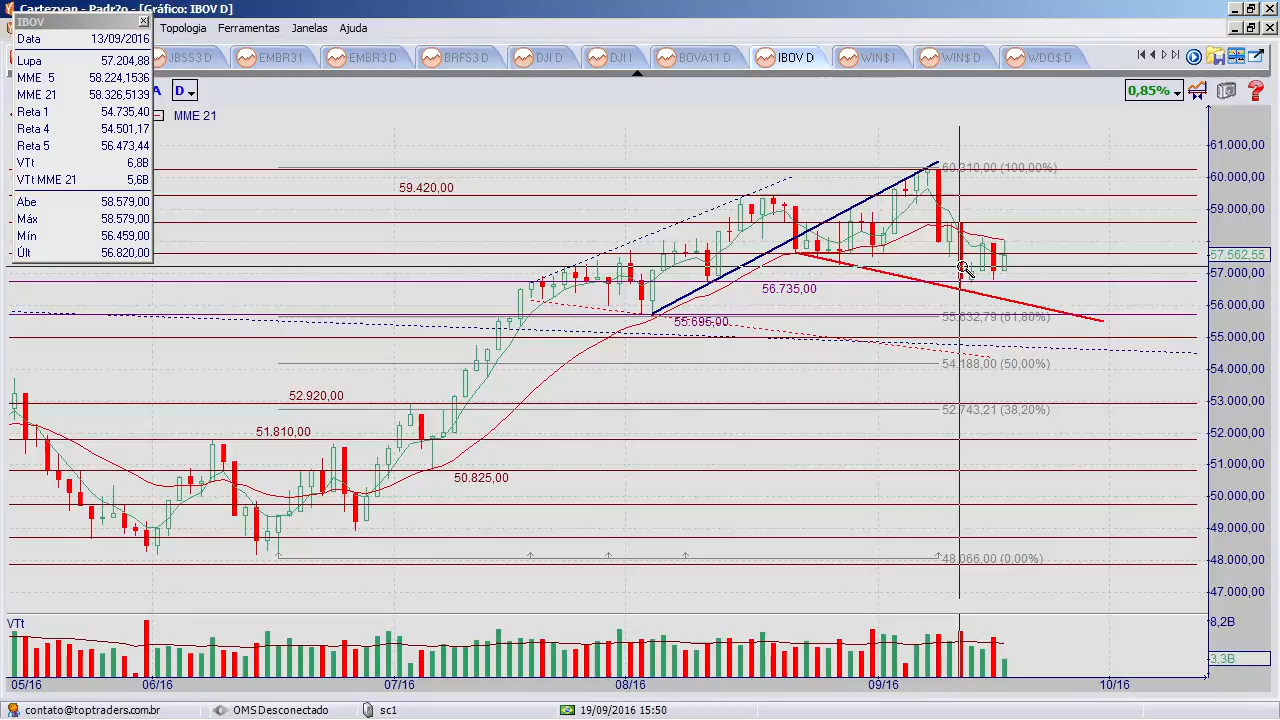 Cartezyan - Padr2o - [Gráfico: IBOV D]
IBOV
Topologia Ferramentas Janelas Ajuda
Data 13/09/2016
Lupa 57.204,88
MME 5 58.224,1536
MME 21 58.326,5139
Reta 1 54.735,40
Reta 4 54.501,17
Reta 5 56.473,44
VTt 6,8B
VTt MME 21 5,6B
Abe 58.579,00
Máx 58.579,00
Mín 56.459,00
Últ 56.820,00
JBSS3 D EMBR3 I EMBR3 D BRFS3 D DJI D DJI I BOVA11 D IBOV D WIN$ I WIN$ D WDO$ D
A D 0,85%
MME 21
61.000,00
60.310,00 (100,00%)
60.000,00
59.420,00
59.000,00
58.000,00
57.562,55
57.000,00
56.735,00
56.000,00
55.695,00
55.632,79 (61,80%)
55.000,00
54.188,00 (50,00%)
54.000,00
52.920,00
53.000,00
52.743,21 (38,20%)
51.810,00
52.000,00
51.000,00
50.825,00
50.000,00
49.000,00
48.066,00 (0,00%)
48.000,00
47.000,00
VTt
8,2B
3,3B
05/16 06/16 07/16 08/16 09/16 10/16
contato@toptraders.com.br OMS Desconectado sc1 19/09/2016 15:50